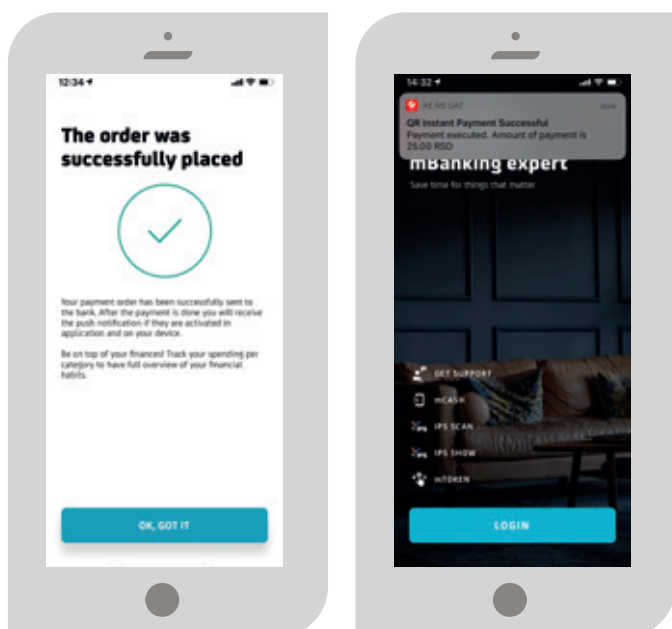 12:34
The order was
successfully placed
Your payment order has been successfully sent to
the bank. After the payment is done you will receive
the push notification if they are activated in
application and on your device.
Be on top of your finances! Track your spending per
category to have full overview of your financial
habits.
OK, GOT IT
14:32
AE RS UAT
now
QR Instant Payment Successful
Payment executed. Amount of payment is
25.00 RSD
mBanking expert
Save time for things that matter
GET SUPPORT
mCASH
IPS SCAN
IPS SHOW
mTOKEN
LOGIN